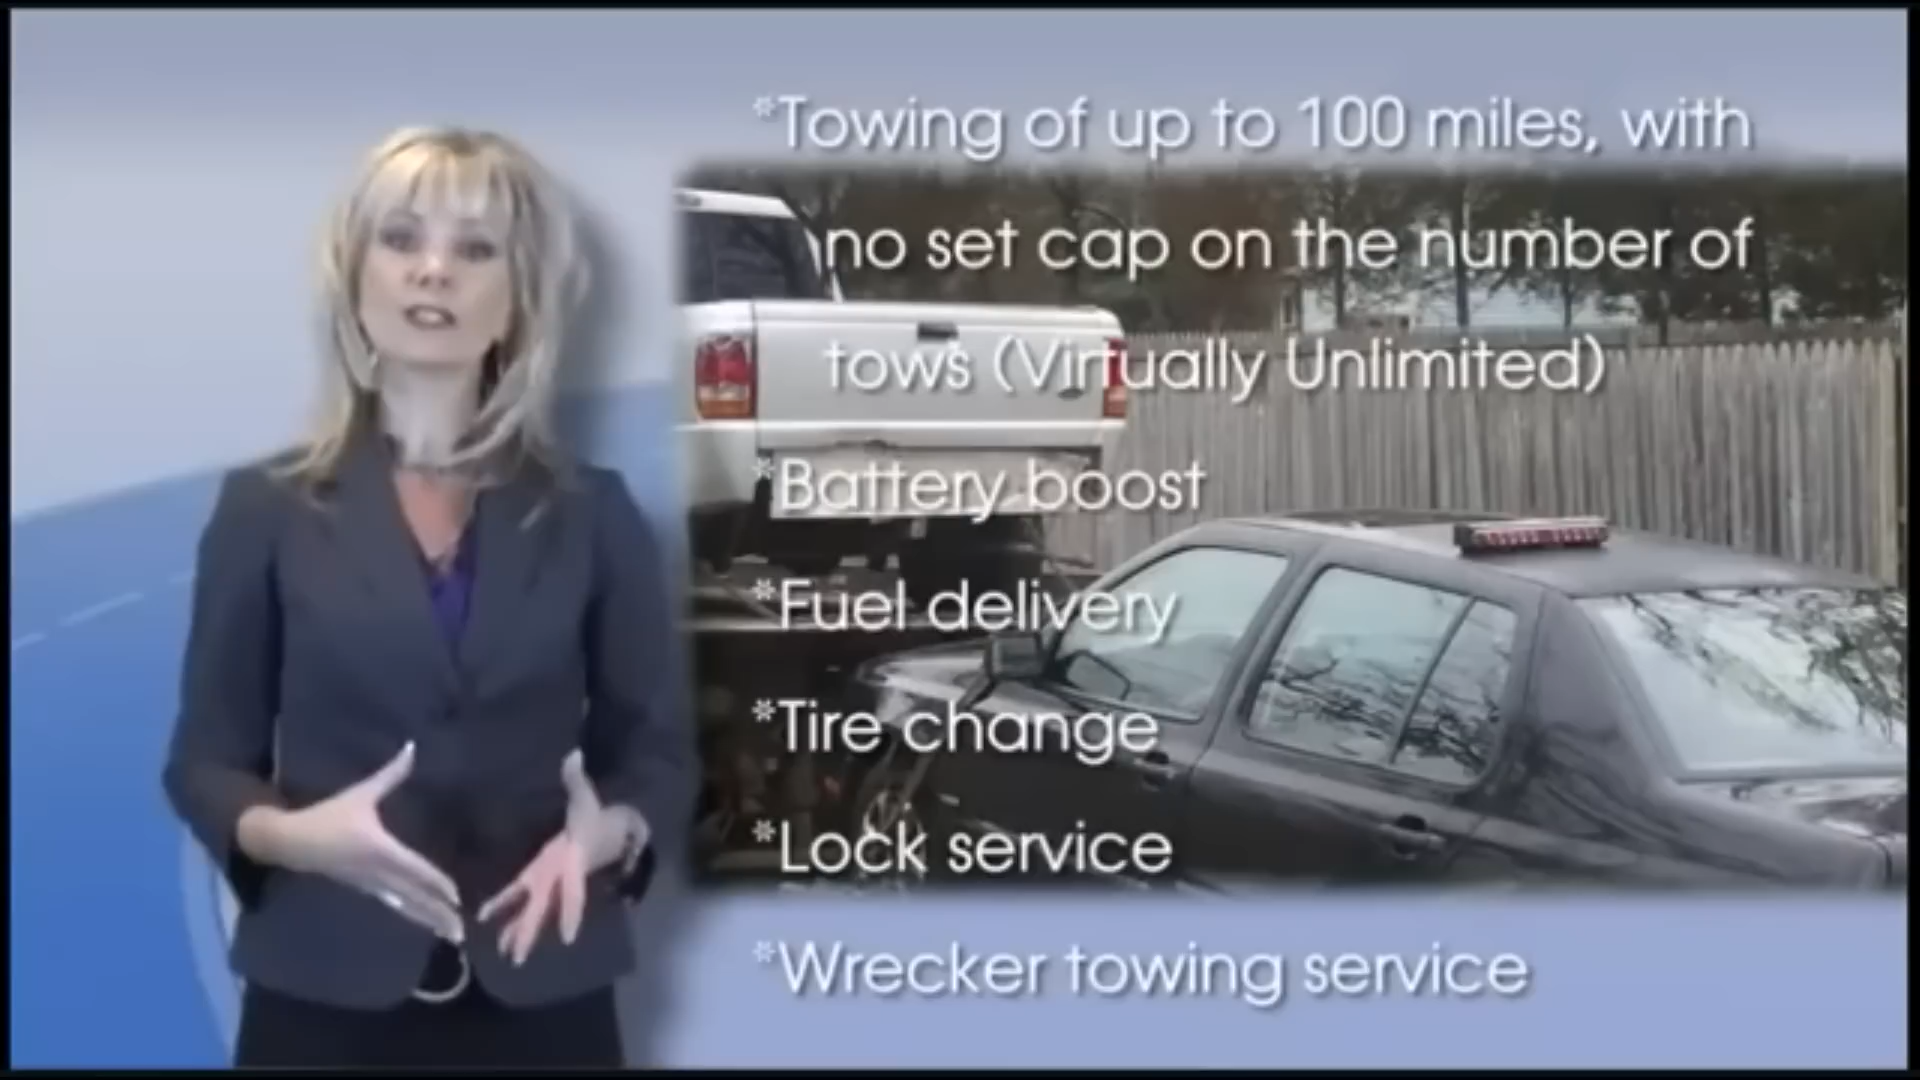 *Towing of up to 100 miles, with
no set cap on the number of
tows (Virtually Unlimited)
*Battery boost
*Fuel delivery
*Tire change
*Lock service
*Wrecker towing service